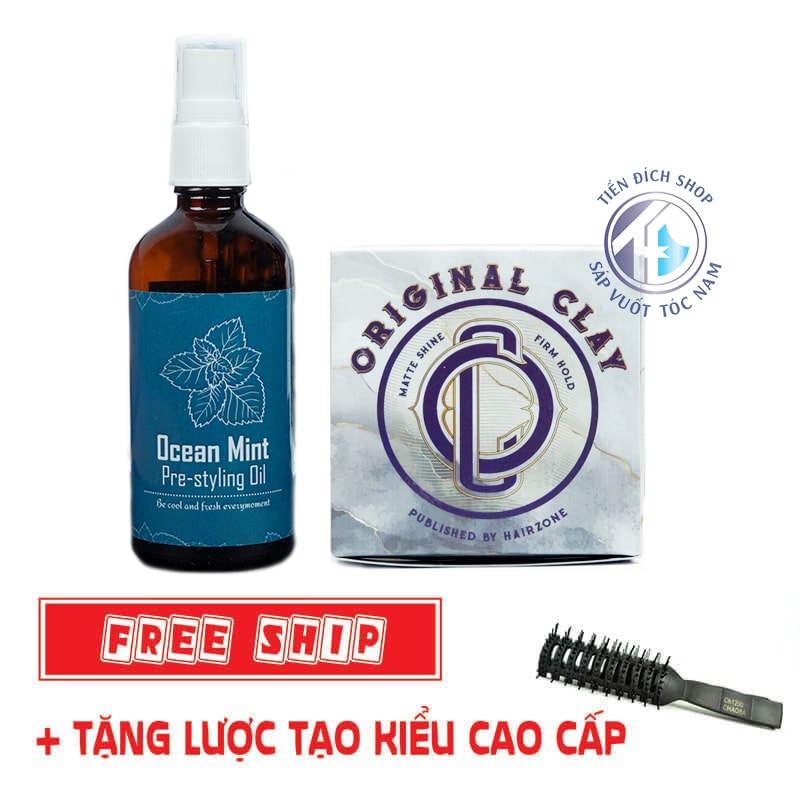 TIẾN ĐÍCH SHOP
SÁP VUỐT TÓC NAM
ORIGINAL CLAY
MATTE SHINE
FIRM HOLD
PUBLISHED BY HAIRZONE
Ocean Mint
Pre-styling Oil
Be cool and fresh everymoment
FREE SHIP
+ TẶNG LƯỢC TẠO KIỂU CAO CẤP